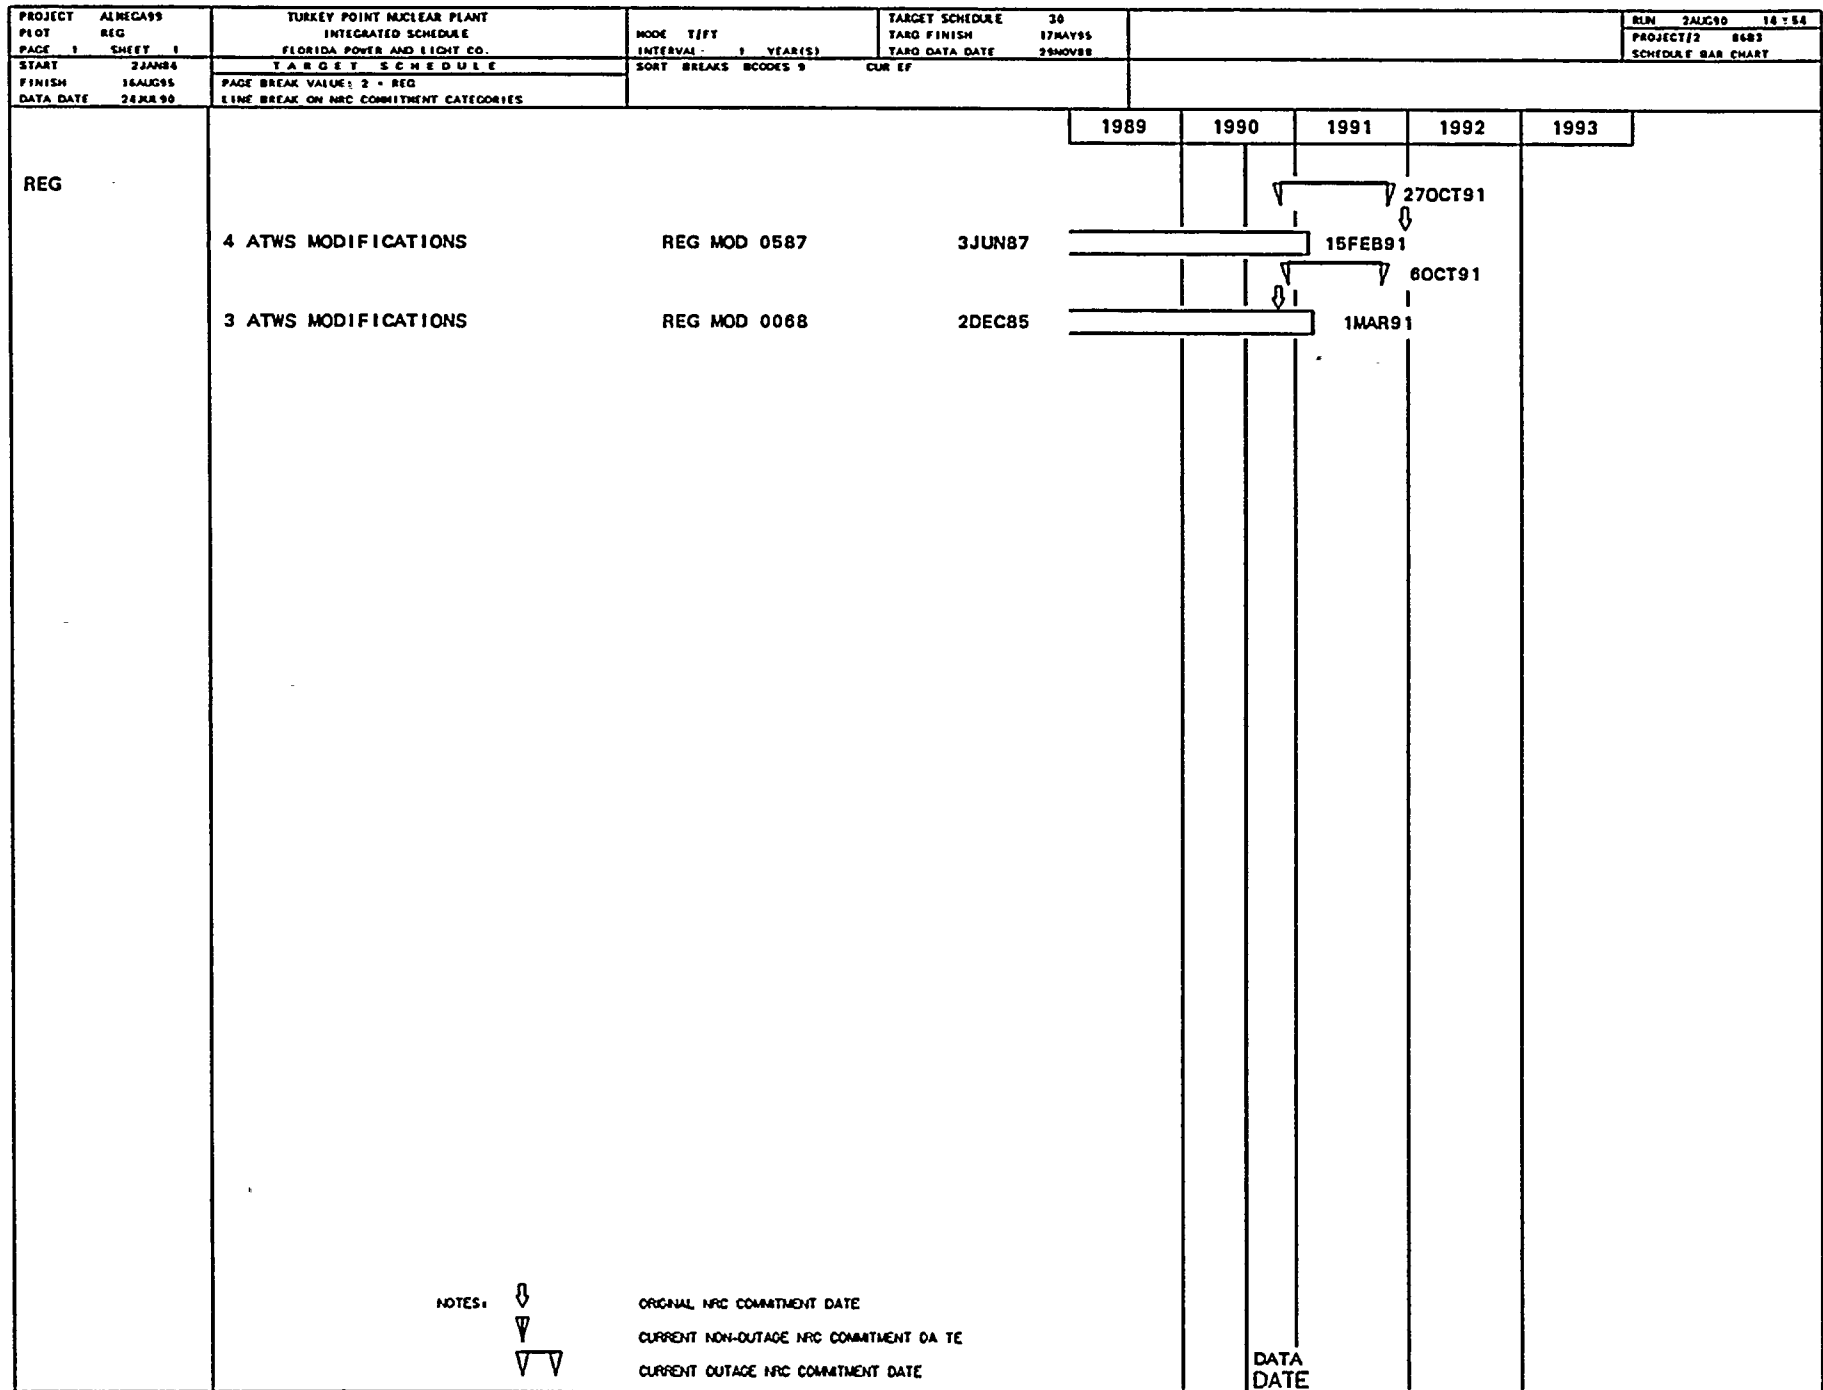 PROJECT ALMEGA99
PLOT REG
PAGE 1 SHEET 1
START 2JAN84
FINISH 16AUG95
DATA DATE 24JUL90
TURKEY POINT NUCLEAR PLANT
INTEGRATED SCHEDULE
FLORIDA POWER AND LIGHT CO.
TARGET SCHEDULE
PAGE BREAK VALUE: 2 - REG
LINE BREAK ON NRC COMMITMENT CATEGORIES
MODE T/FT
INTERVAL - 1 YEAR(S)
SORT BREAKS BCODES 9 CUR EF
TARGET SCHEDULE 30
TARG FINISH 17MAY95
TARG DATA DATE 29NOV88
RUN 2AUG90 14:54
PROJECT/2 8683
SCHEDULE BAR CHART
1989 1990 1991 1992 1993
REG
27OCT91
4 ATWS MODIFICATIONS REG MOD 0587 3JUN87 15FEB91
6OCT91
3 ATWS MODIFICATIONS REG MOD 0068 2DEC85 1MAR91
NOTES:
ORIGINAL NRC COMMITMENT DATE
CURRENT NON-OUTAGE NRC COMMITMENT DA TE
CURRENT OUTAGE NRC COMMITMENT DATE
DATA
DATE